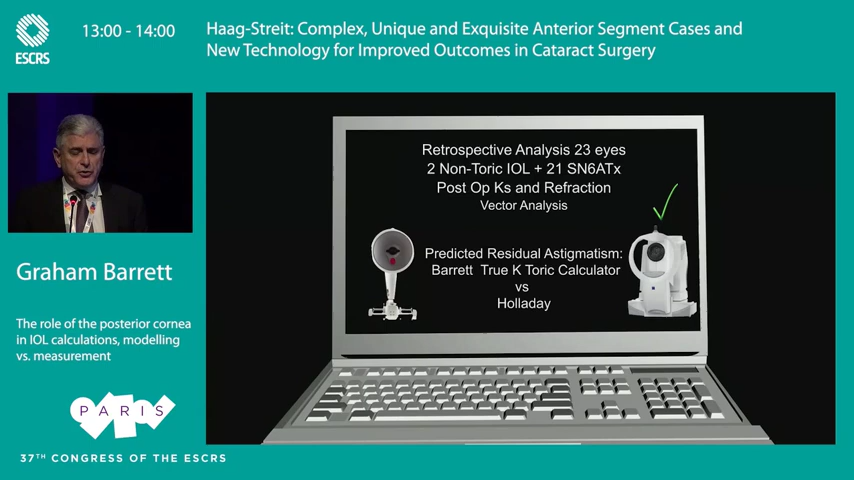 ESCRS
13:00 - 14:00
Haag-Streit: Complex, Unique and Exquisite Anterior Segment Cases and
New Technology for Improved Outcomes in Cataract Surgery
Graham Barrett
The role of the posterior cornea
in IOL calculations, modelling
vs. measurement
PARIS
37TH CONGRESS OF THE ESCRS
Retrospective Analysis 23 eyes
2 Non-Toric IOL + 21 SN6ATx
Post Op Ks and Refraction
Vector Analysis
Predicted Residual Astigmatism:
Barrett True K Toric Calculator
vs
Holladay